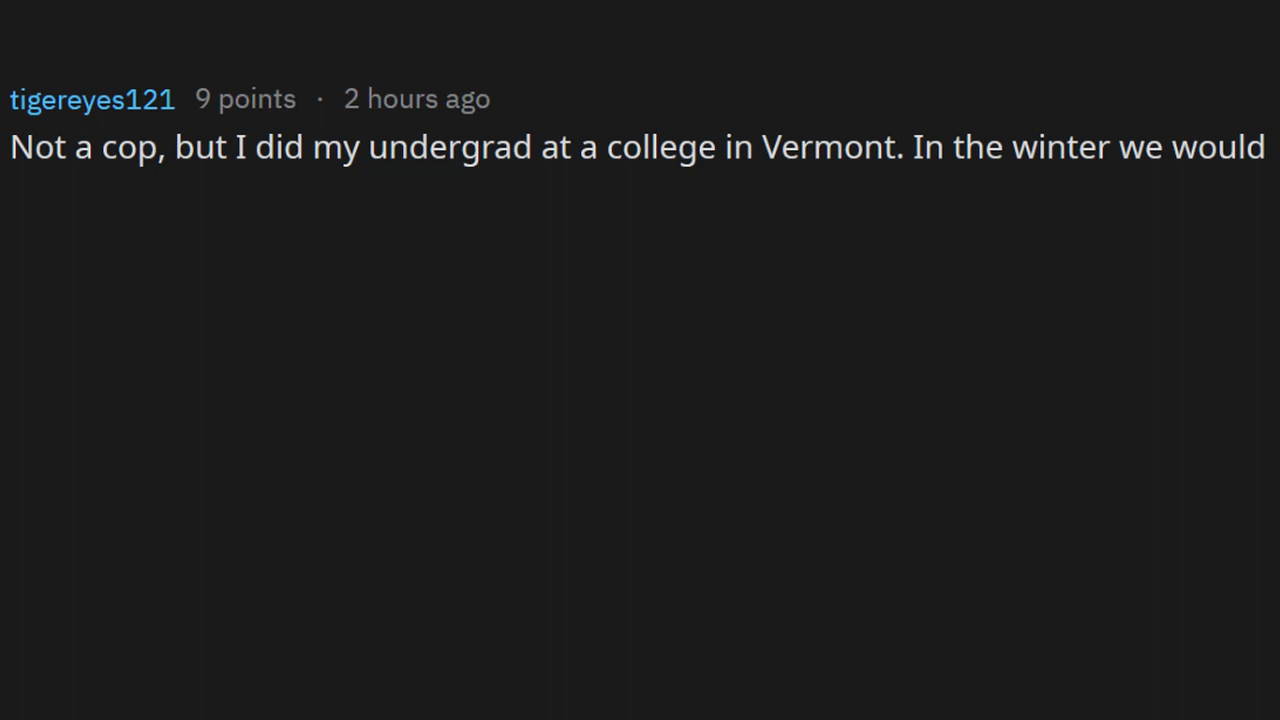 tigereyes121 9 points · 2 hours ago
Not a cop, but I did my undergrad at a college in Vermont. In the winter we would